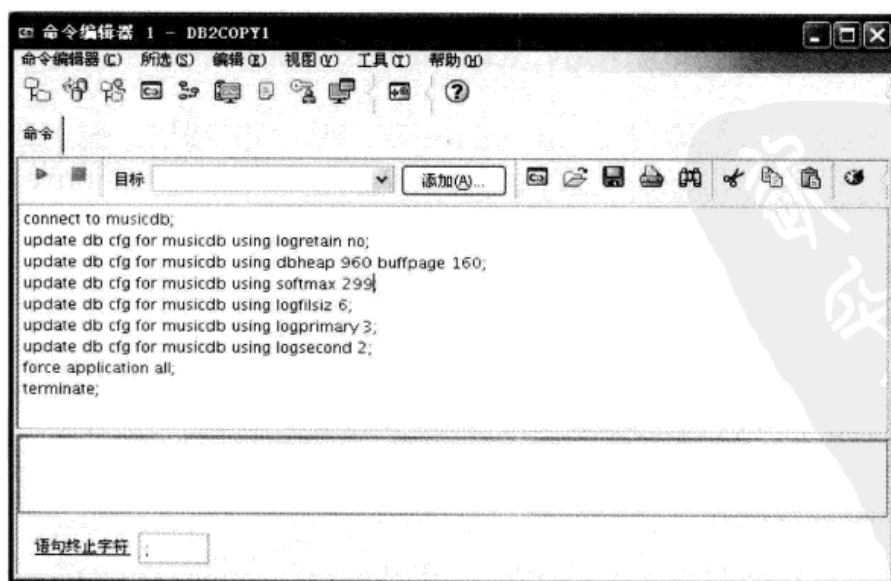 命令编辑器 1 - DB2COPY1
命令编辑器(C) 所选(S) 编辑(E) 视图(V) 工具(T) 帮助(H)
命令
目标 添加(A)...
connect to musicdb;
update db cfg for musicdb using logretain no;
update db cfg for musicdb using dbheap 960 buffpage 160;
update db cfg for musicdb using softmax 299;
update db cfg for musicdb using logfilsiz 6;
update db cfg for musicdb using logprimary 3;
update db cfg for musicdb using logsecond 2;
force application all;
terminate;
语句终止字符 ;